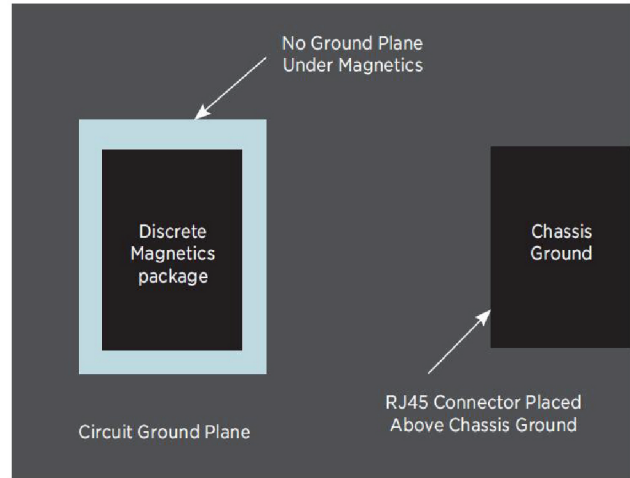 No Ground Plane
Under Magnetics
Discrete
Magnetics
package
Chassis
Ground
RJ45 Connector Placed
Above Chassis Ground
Circuit Ground Plane